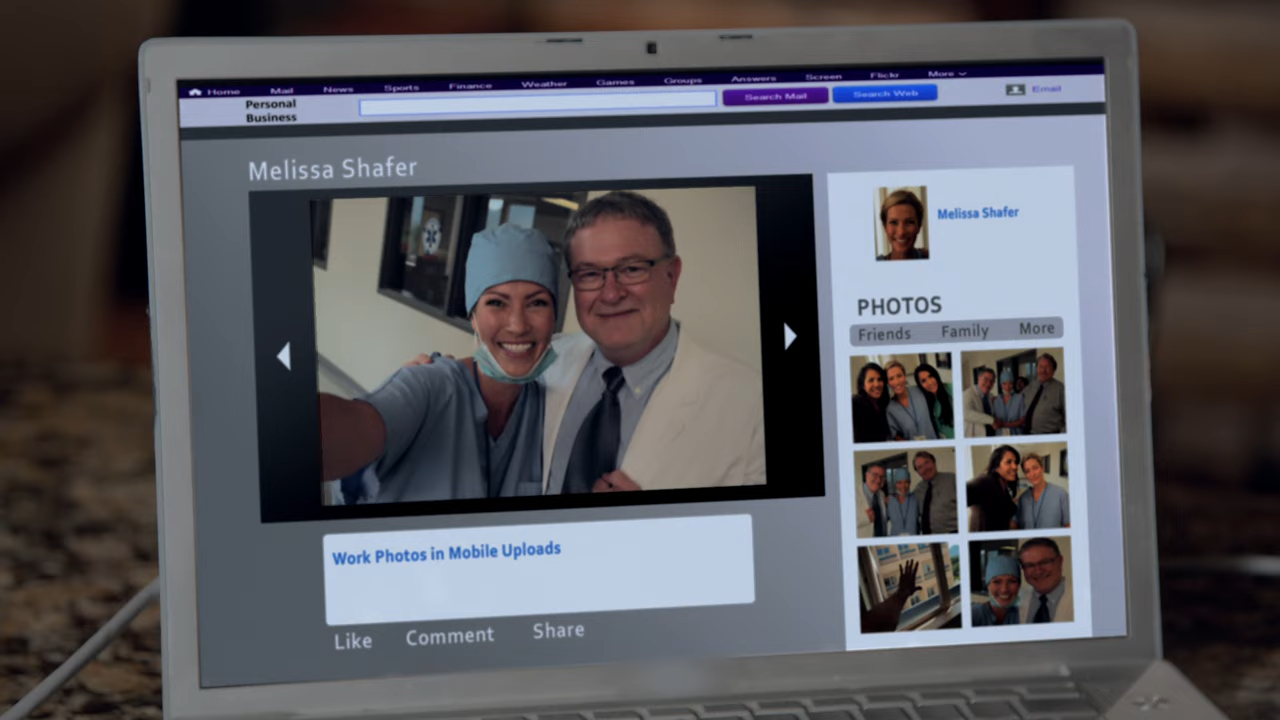 Home Mail News Sports Finance Weather Games Groups Answers Screen Flickr More
Personal
Business
Search Mail
Search Web
Email
Melissa Shafer
Melissa Shafer
PHOTOS
Friends Family More
Work Photos in Mobile Uploads
Like Comment Share